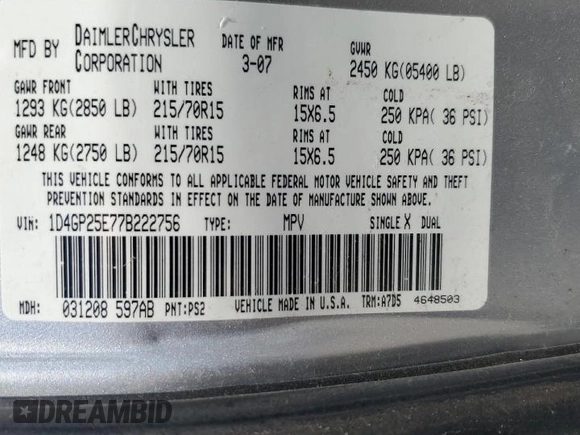 MFD BY DAIMLERCHRYSLER CORPORATION DATE OF MFR 3-07 GVWR 2450 KG(05400 LB)
GAWR FRONT WITH TIRES RIMS AT COLD
1293 KG(2850 LB) 215/70R15 15X6.5 250 KPA( 36 PSI)
GAWR REAR WITH TIRES RIMS AT COLD
1248 KG(2750 LB) 215/70R15 15X6.5 250 KPA( 36 PSI)
THIS VEHICLE CONFORMS TO ALL APPLICABLE FEDERAL MOTOR VEHICLE SAFETY AND THEFT
PREVENTION STANDARDS IN EFFECT ON THE DATE OF MANUFACTURE SHOWN ABOVE.
VIN: 1D4GP25E77B222756 TYPE: MPV SINGLE X DUAL
MDH: 031208 597AB PNT:PS2 VEHICLE MADE IN U.S.A. TRM:A7D5 4648503
DREAMBID